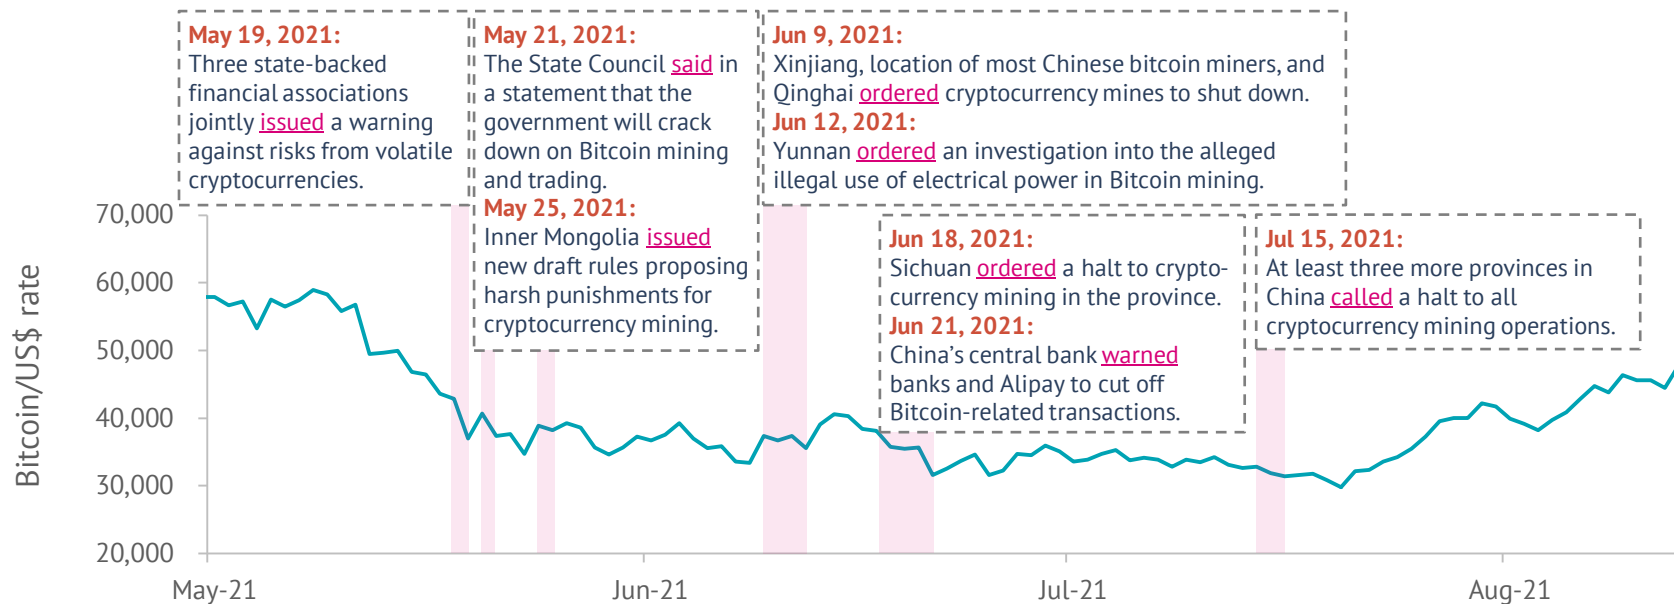 May 19, 2021:
Three state-backed
financial associations
jointly issued a warning
against risks from volatile
cryptocurrencies.
May 21, 2021:
The State Council said in
a statement that the
government will crack
down on Bitcoin mining
and trading.
May 25, 2021:
Inner Mongolia issued
new draft rules proposing
harsh punishments for
cryptocurrency mining.
Jun 9, 2021:
Xinjiang, location of most Chinese bitcoin miners, and
Qinghai ordered cryptocurrency mines to shut down.
Jun 12, 2021:
Yunnan ordered an investigation into the alleged
illegal use of electrical power in Bitcoin mining.
Jun 18, 2021:
Sichuan ordered a halt to crypto-
currency mining in the province.
Jun 21, 2021:
China's central bank warned
banks and Alipay to cut off
Bitcoin-related transactions.
Jul 15, 2021:
At least three more provinces in
China called a halt to all
cryptocurrency mining operations.
Bitcoin/US$ rate
70,000
60,000
50,000
40,000
30,000
20,000
May-21
Jun-21
Jul-21
Aug-21